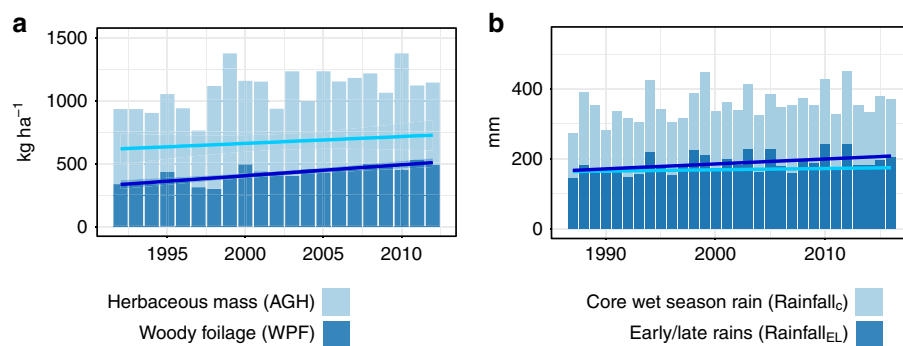 a
1500
1000
500
0
kg ha⁻¹
1995
2000
2005
2010
Herbaceous mass (AGH)
Woody foilage (WPF)
b
400
200
0
mm
1990
2000
2010
Core wet season rain (Rainfall_c)
Early/late rains (Rainfall_EL)